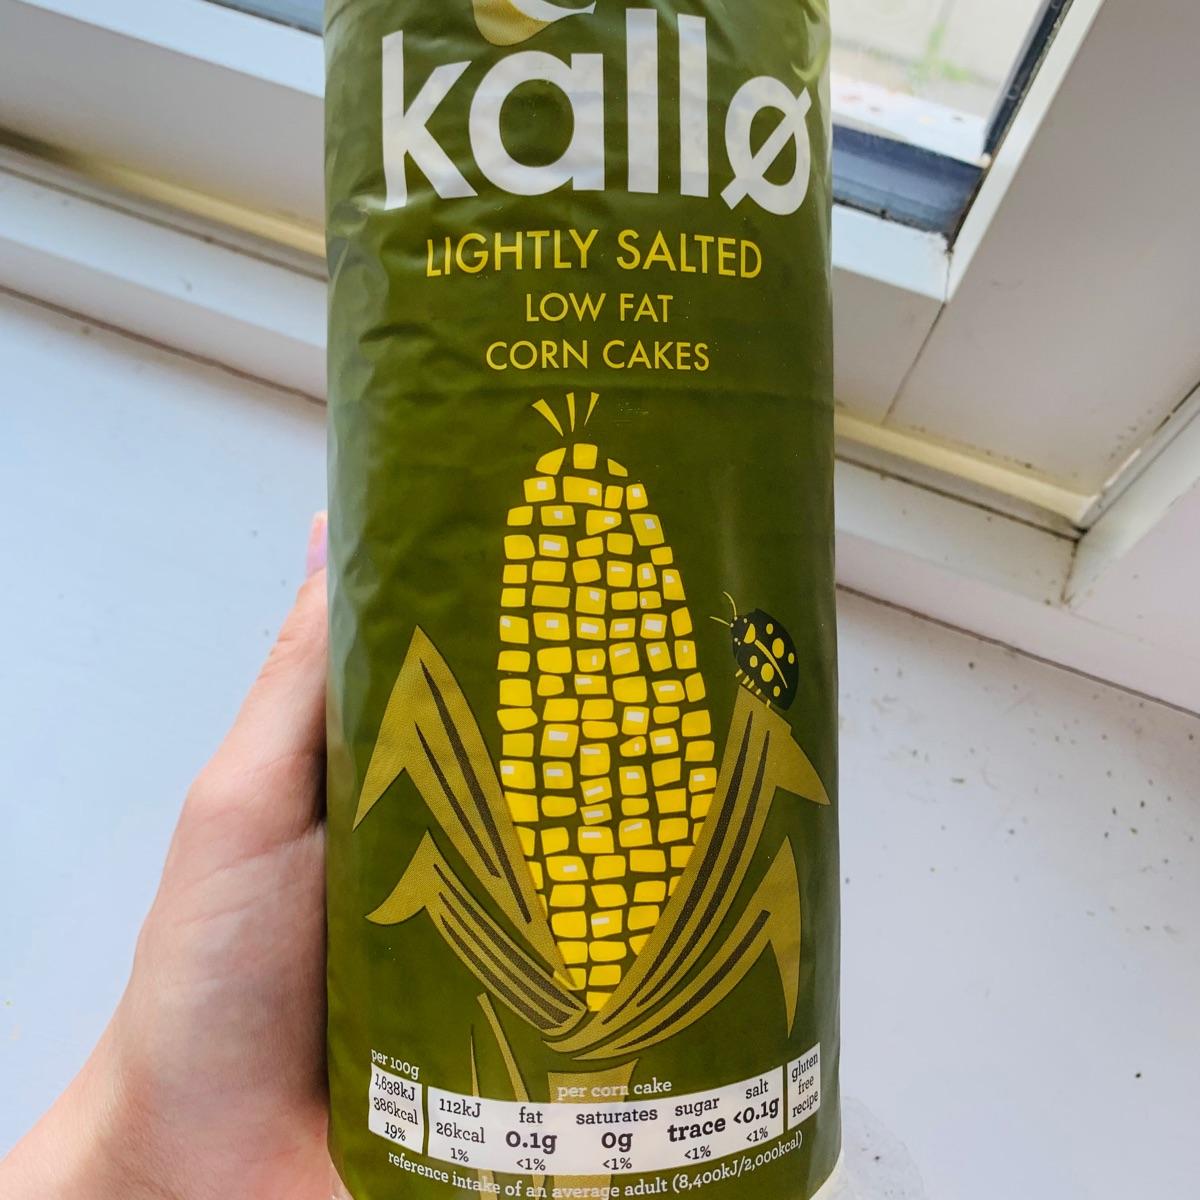 kallø
LIGHTLY SALTED
LOW FAT
CORN CAKES
per 100g
1,638kJ
386kcal
19%
per corn cake
112kJ
26kcal
1%
fat
0.1g
<1%
saturates
0g
<1%
sugar
trace
<1%
salt
<0.1g
<1%
gluten
free
recipe
reference intake of an average adult (8,400kJ/2,000kcal)